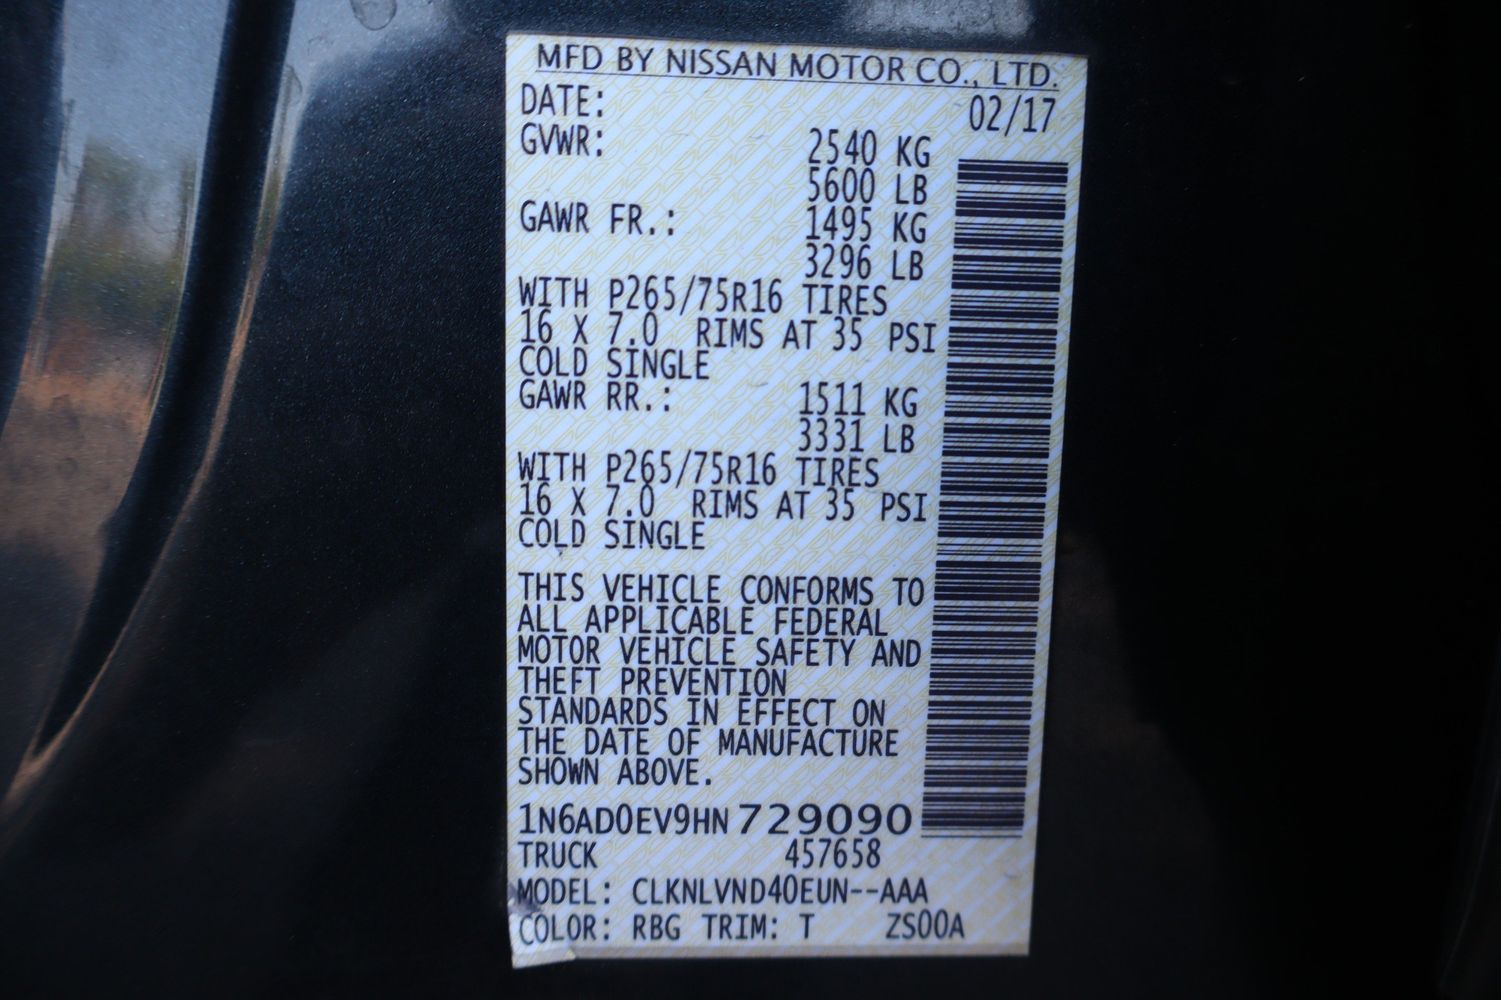 MFD BY NISSAN MOTOR CO., LTD.
DATE: 02/17
GVWR: 2540 KG
5600 LB
GAWR FR.: 1495 KG
3296 LB
WITH P265/75R16 TIRES
16 X 7.0 RIMS AT 35 PSI
COLD SINGLE
GAWR RR.: 1511 KG
3331 LB
WITH P265/75R16 TIRES
16 X 7.0 RIMS AT 35 PSI
COLD SINGLE
THIS VEHICLE CONFORMS TO
ALL APPLICABLE FEDERAL
MOTOR VEHICLE SAFETY AND
THEFT PREVENTION
STANDARDS IN EFFECT ON
THE DATE OF MANUFACTURE
SHOWN ABOVE.
1N6AD0EV9HN729090
TRUCK 457658
MODEL: CLKNLVND40EUN--AAA
COLOR: RBG TRIM: T ZS00A